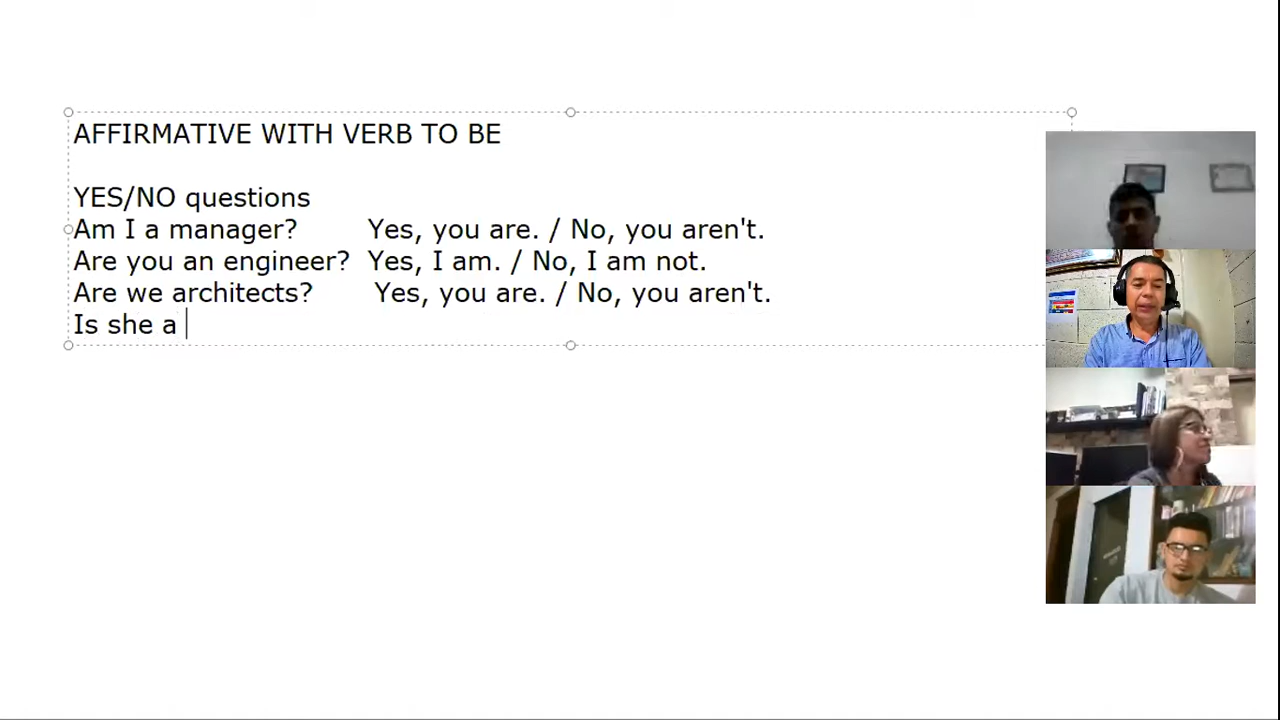 AFFIRMATIVE WITH VERB TO BE
YES/NO questions
Am I a manager? Yes, you are. / No, you aren't.
Are you an engineer? Yes, I am. / No, I am not.
Are we architects? Yes, you are. / No, you aren't.
Is she a